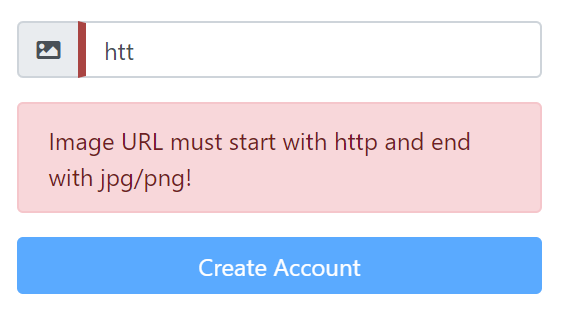 htt
Image URL must start with http and end
with jpg/png!
Create Account